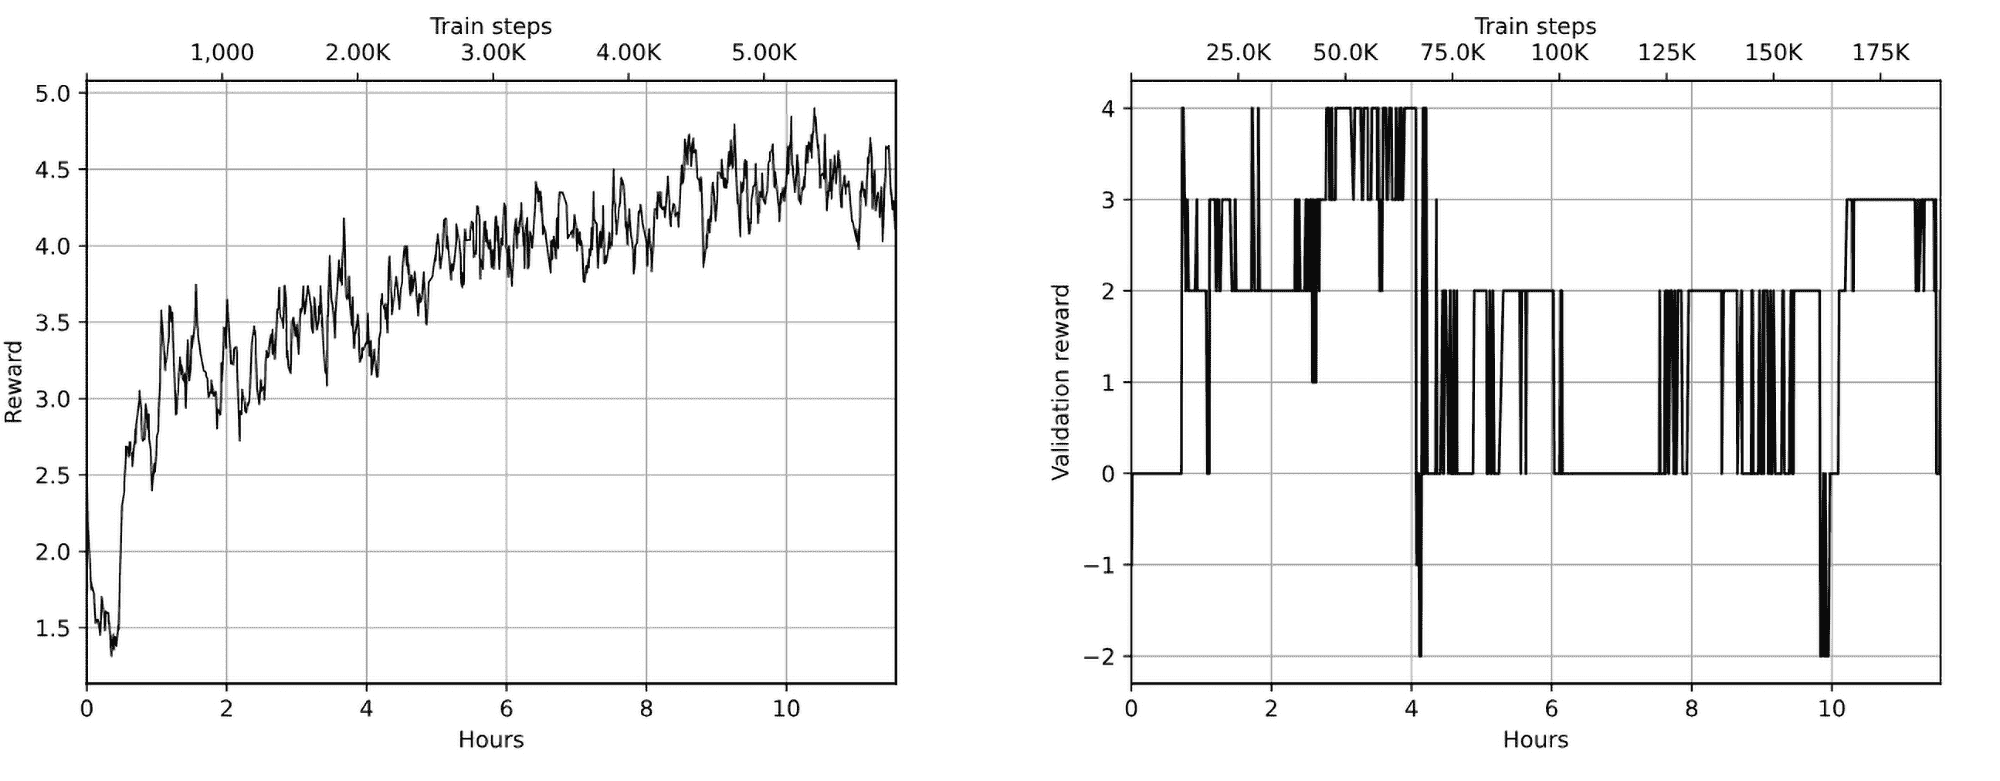 Train steps
1,000 2.00K 3.00K 4.00K 5.00K
5.0
4.5
4.0
3.5
3.0
2.5
2.0
1.5
Reward
0 2 4 6 8 10
Hours
Train steps
25.0K 50.0K 75.0K 100K 125K 150K 175K
4
3
2
1
0
−1
−2
Validation reward
0 2 4 6 8 10
Hours